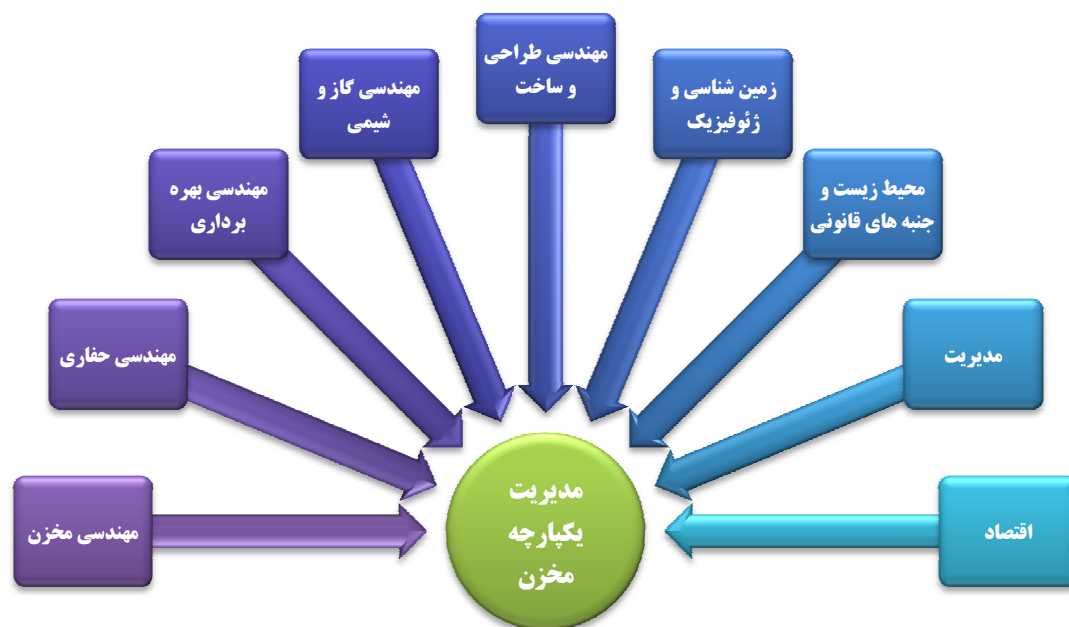 مهندسی طراحی
و ساخت
مهندسی گاز و
شیمی
زمین شناسی و
ژئوفیزیک
مهندسی بهره
برداری
محیط زیست و
جنبه های قانونی
مهندسی حفاری
مدیریت
مهندسی مخزن
مدیریت
یکپارچه
مخزن
اقتصاد